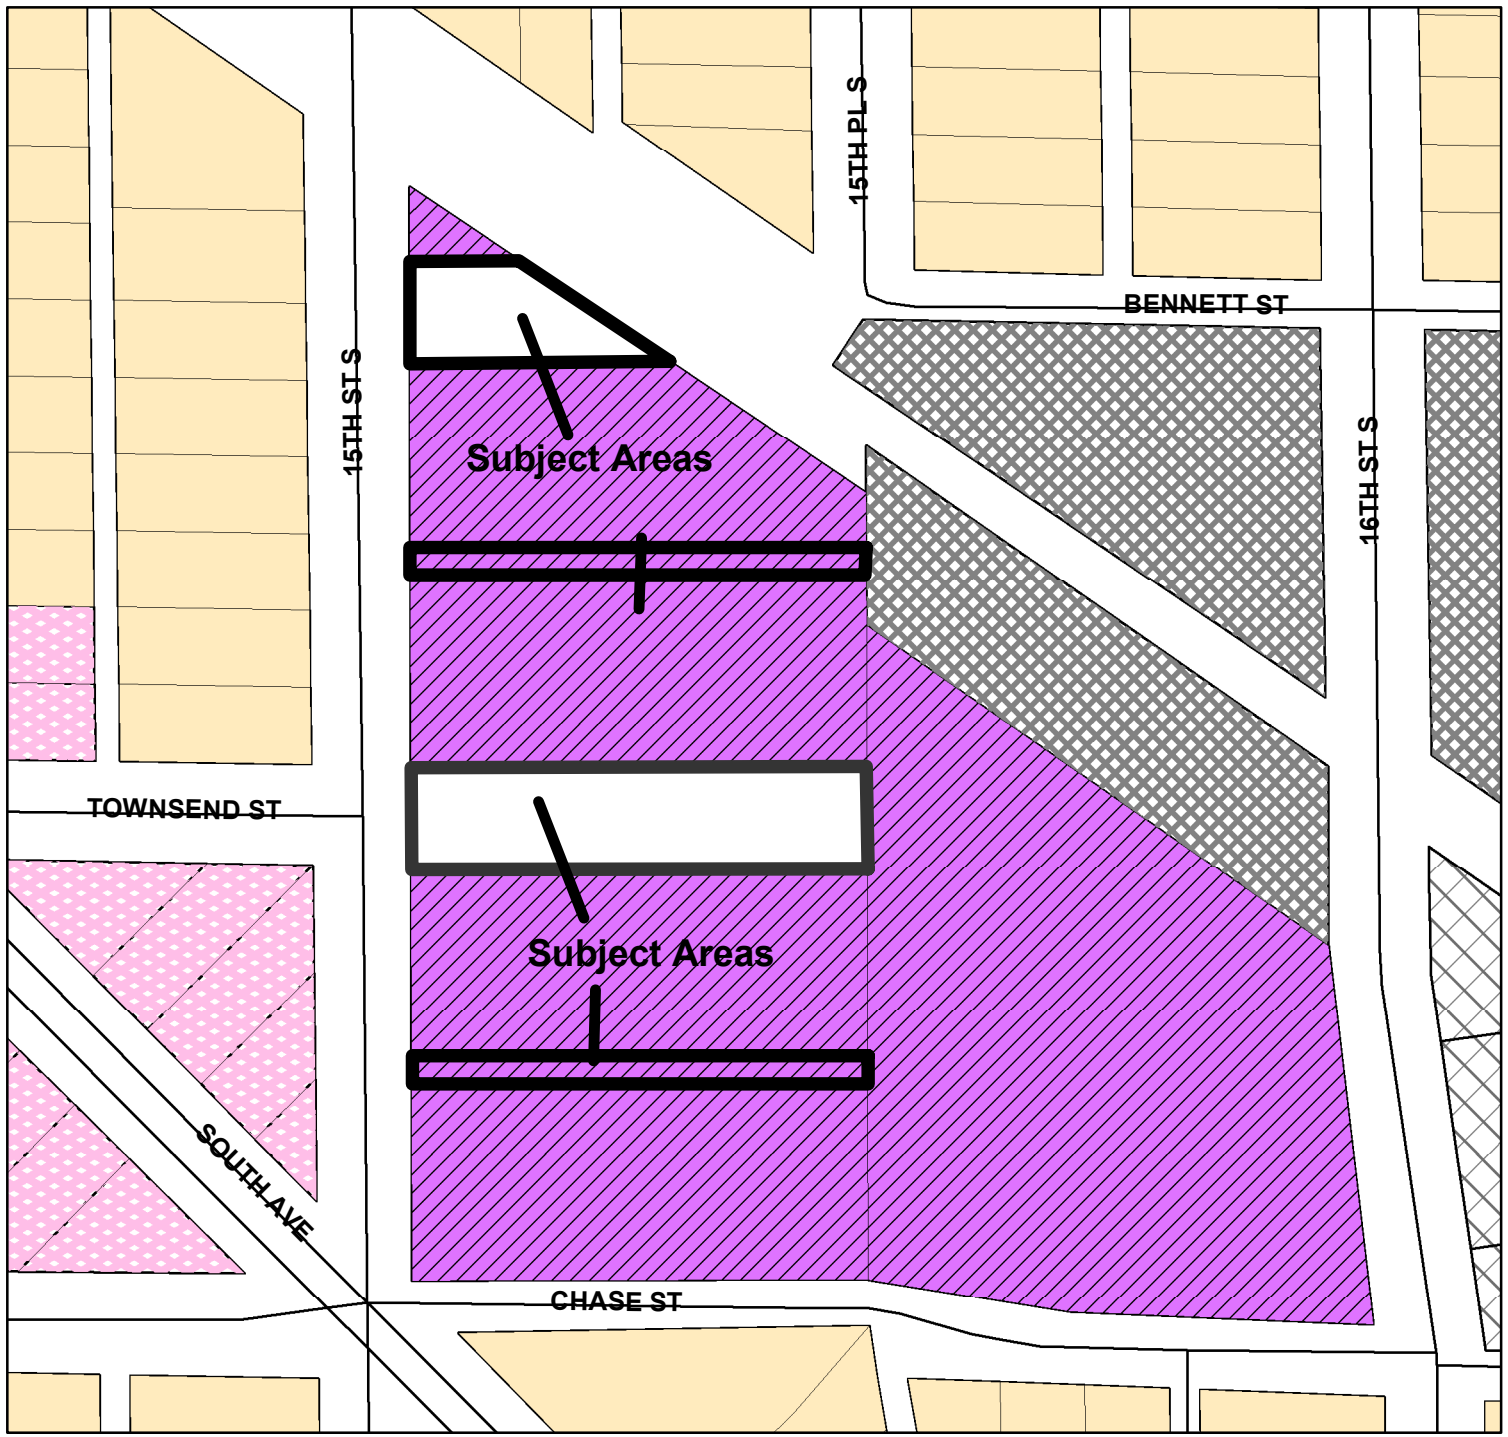 15TH PL S
BENNETT ST
15TH ST S
16TH ST S
Subject Areas
TOWNSEND ST
Subject Areas
SOUTH AVE
CHASE ST